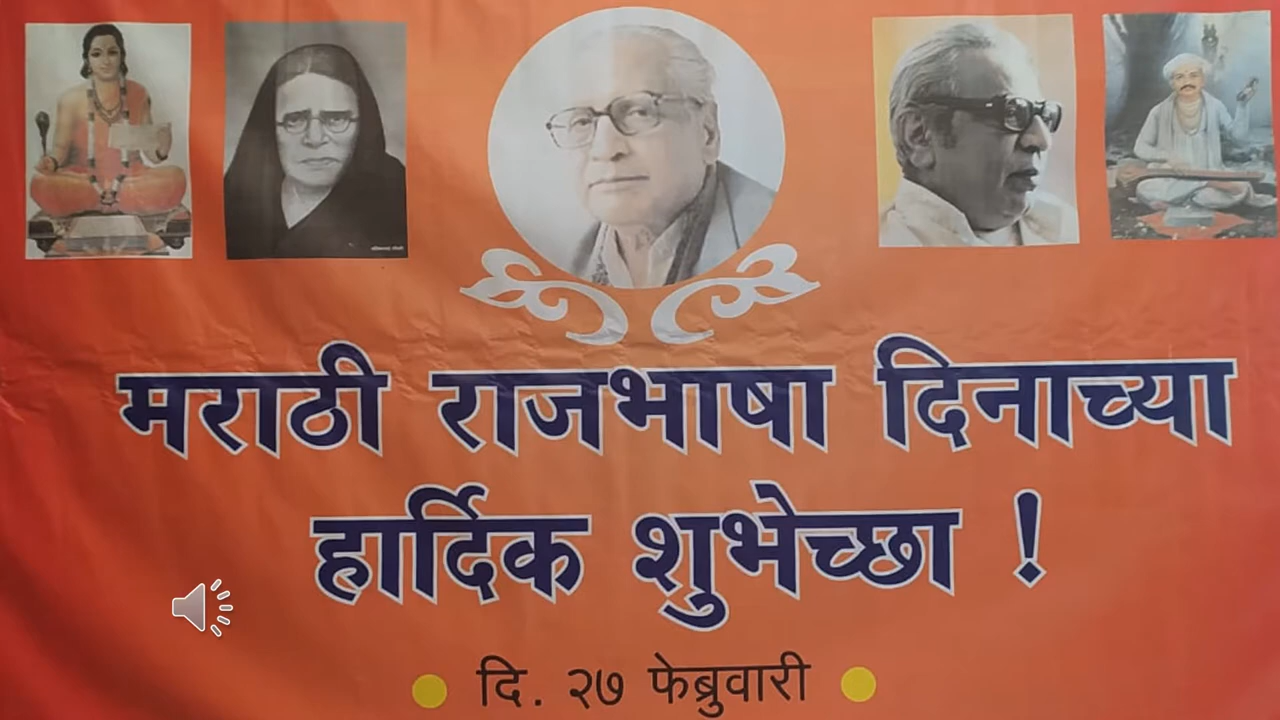 मराठी राजभाषा दिनाच्या
हार्दिक शुभेच्छा !
दि. २७ फेब्रुवारी